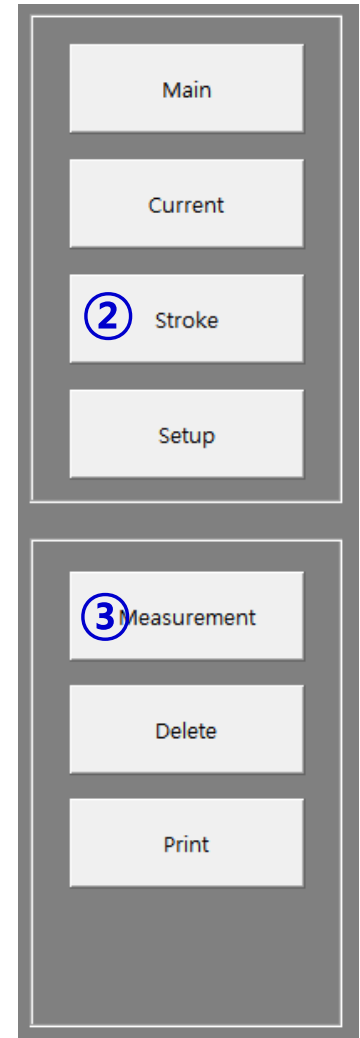 Main
Current
② Stroke
Setup
③ Measurement
Delete
Print